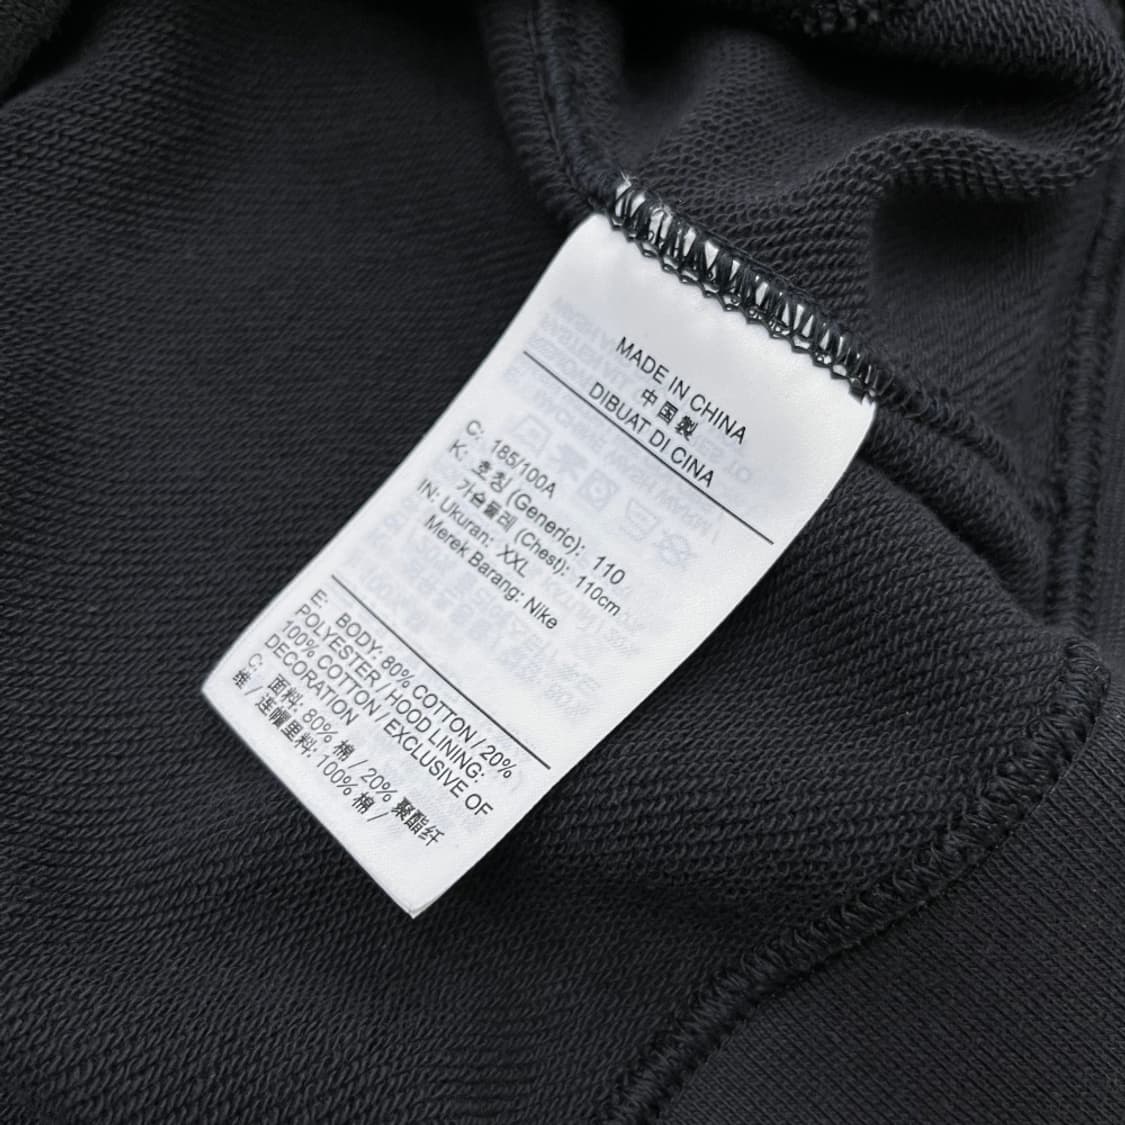 MADE IN CHINA
中国製
DIBUAT DI CINA
C: 185/100A
K: 호칭 (Generic): 110
가슴둘레 (Chest): 110cm
IN: Ukuran: XXL
Merek Barang: Nike
E: BODY: 80% COTTON / 20%
POLYESTER / HOOD LINING:
100% COTTON / EXCLUSIVE OF
DECORATION
C: 面料: 80% 棉 / 20% 聚酯纤
维 / 连帽里料: 100% 棉 /